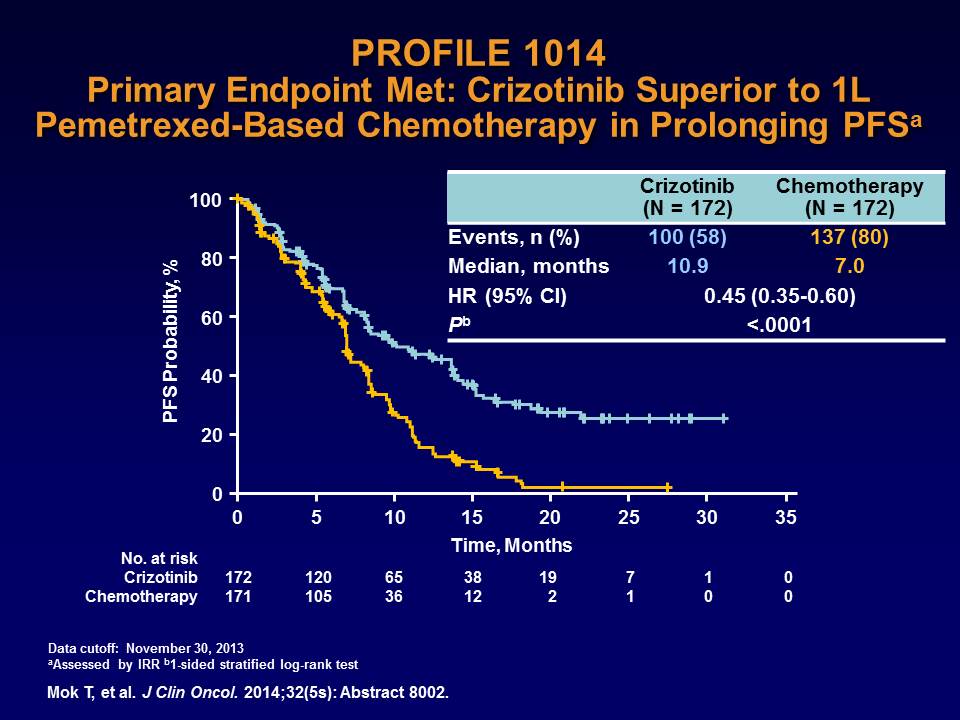 PROFILE 1014
Primary Endpoint Met: Crizotinib Superior to 1L
Pemetrexed-Based Chemotherapy in Prolonging PFSa
Crizotinib Chemotherapy
(N = 172) (N = 172)
Events, n (%) 100 (58) 137 (80)
Median, months 10.9 7.0
HR (95% CI) 0.45 (0.35-0.60)
Pb <.0001
PFS Probability, %
100
80
60
40
20
0
0 5 10 15 20 25 30 35
Time, Months
No. at risk
Crizotinib 172 120 65 38 19 7 1 0
Chemotherapy 171 105 36 12 2 1 0 0
Data cutoff: November 30, 2013
aAssessed by IRR b1-sided stratified log-rank test
Mok T, et al. J Clin Oncol. 2014;32(5s): Abstract 8002.